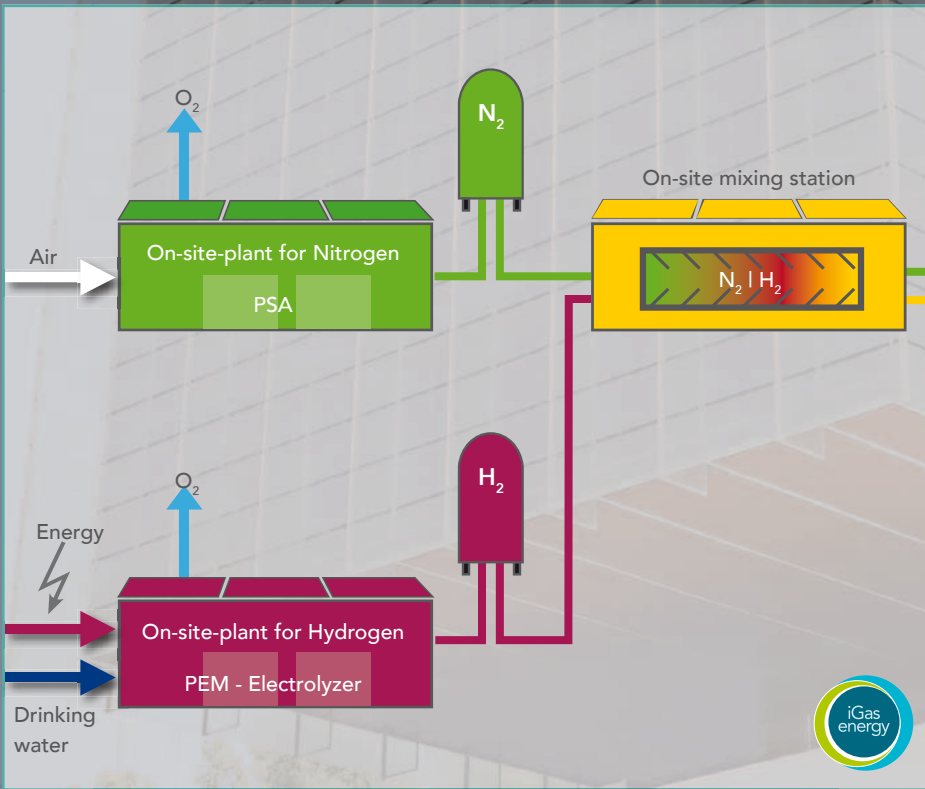 O₂
N₂
On-site mixing station
Air
On-site-plant for Nitrogen
PSA
N₂ | H₂
O₂
H₂
Energy
On-site-plant for Hydrogen
PEM - Electrolyzer
Drinking
water
iGas
energy